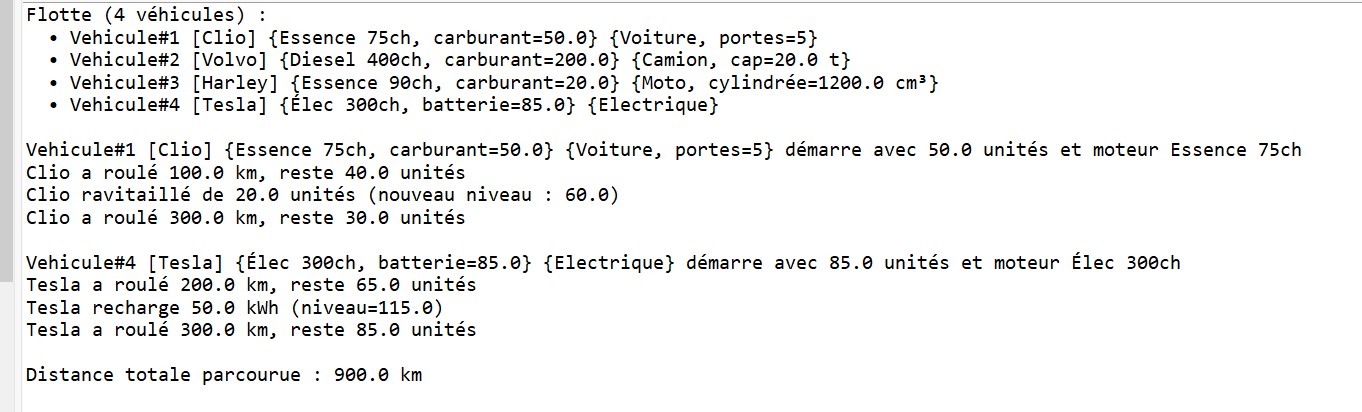 Flotte (4 véhicules) :
• Vehicule#1 [Clio] {Essence 75ch, carburant=50.0} {Voiture, portes=5}
• Vehicule#2 [Volvo] {Diesel 400ch, carburant=200.0} {Camion, cap=20.0 t}
• Vehicule#3 [Harley] {Essence 90ch, carburant=20.0} {Moto, cylindrée=1200.0 cm³}
• Vehicule#4 [Tesla] {Élec 300ch, batterie=85.0} {Electrique}
Vehicule#1 [Clio] {Essence 75ch, carburant=50.0} {Voiture, portes=5} démarre avec 50.0 unités et moteur Essence 75ch
Clio a roulé 100.0 km, reste 40.0 unités
Clio ravitaillé de 20.0 unités (nouveau niveau : 60.0)
Clio a roulé 300.0 km, reste 30.0 unités
Vehicule#4 [Tesla] {Élec 300ch, batterie=85.0} {Electrique} démarre avec 85.0 unités et moteur Élec 300ch
Tesla a roulé 200.0 km, reste 65.0 unités
Tesla recharge 50.0 kWh (niveau=115.0)
Tesla a roulé 300.0 km, reste 85.0 unités
Distance totale parcourue : 900.0 km